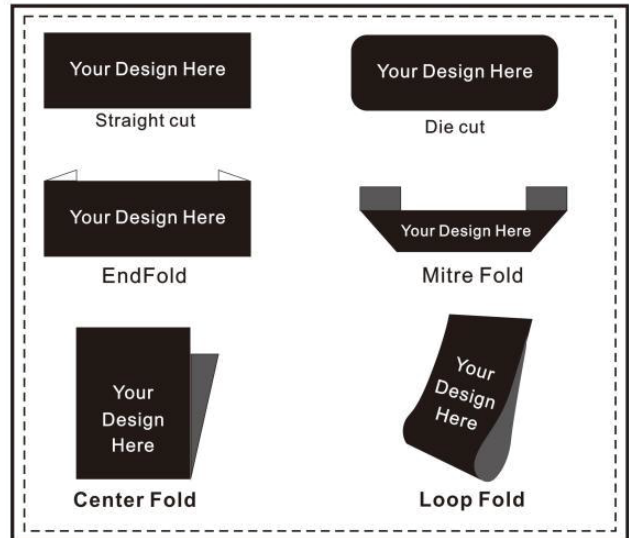 Your Design Here
Straight cut
Your Design Here
Die cut
Your Design Here
EndFold
Your Design Here
Mitre Fold
Your
Design
Here
Center Fold
Your
Design
Here
Loop Fold